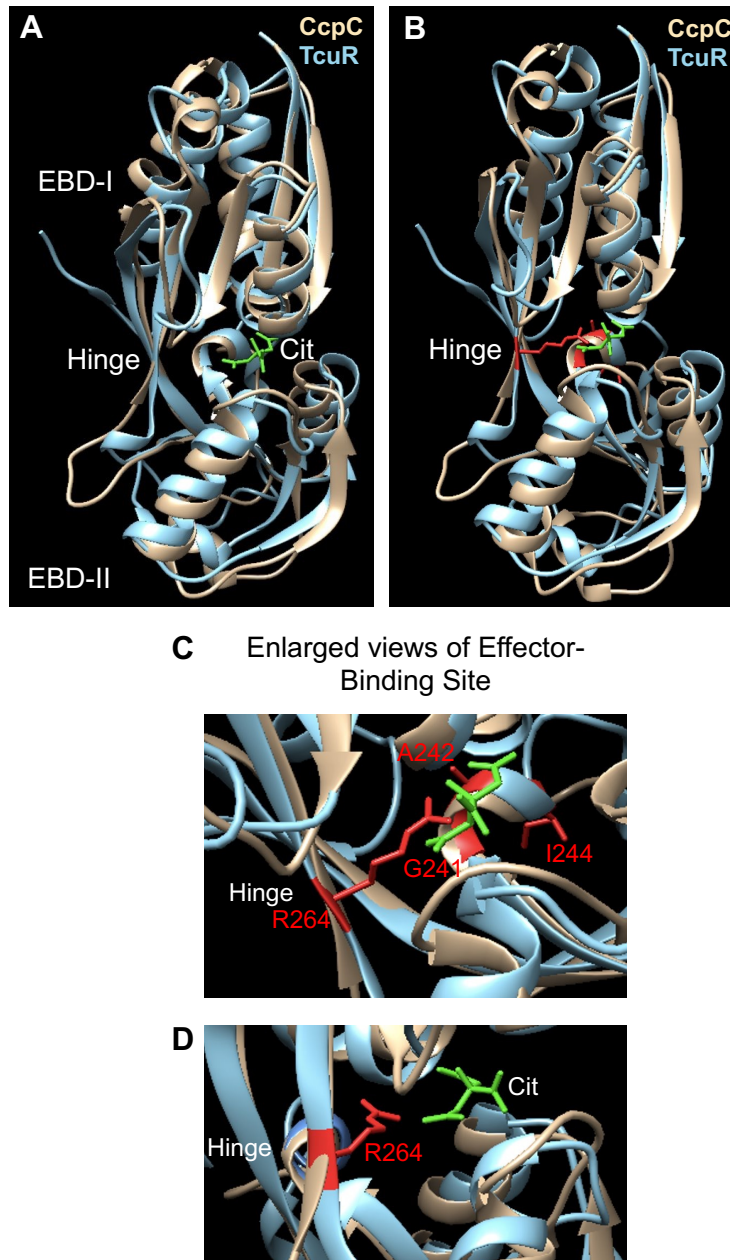 A
CcpC
TcuR
EBD-I
Hinge
Cit
EBD-II
B
CcpC
TcuR
Hinge
C
Enlarged views of Effector-
Binding Site
A242
G241
I244
Hinge
R264
D
Cit
Hinge
R264